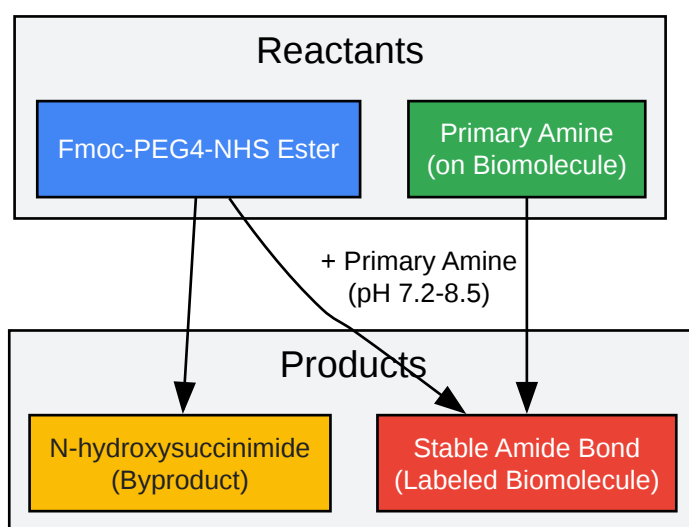 Reactants
Fmoc-PEG4-NHS Ester
Primary Amine
(on Biomolecule)
+ Primary Amine
(pH 7.2-8.5)
Products
N-hydroxysuccinimide
(Byproduct)
Stable Amide Bond
(Labeled Biomolecule)